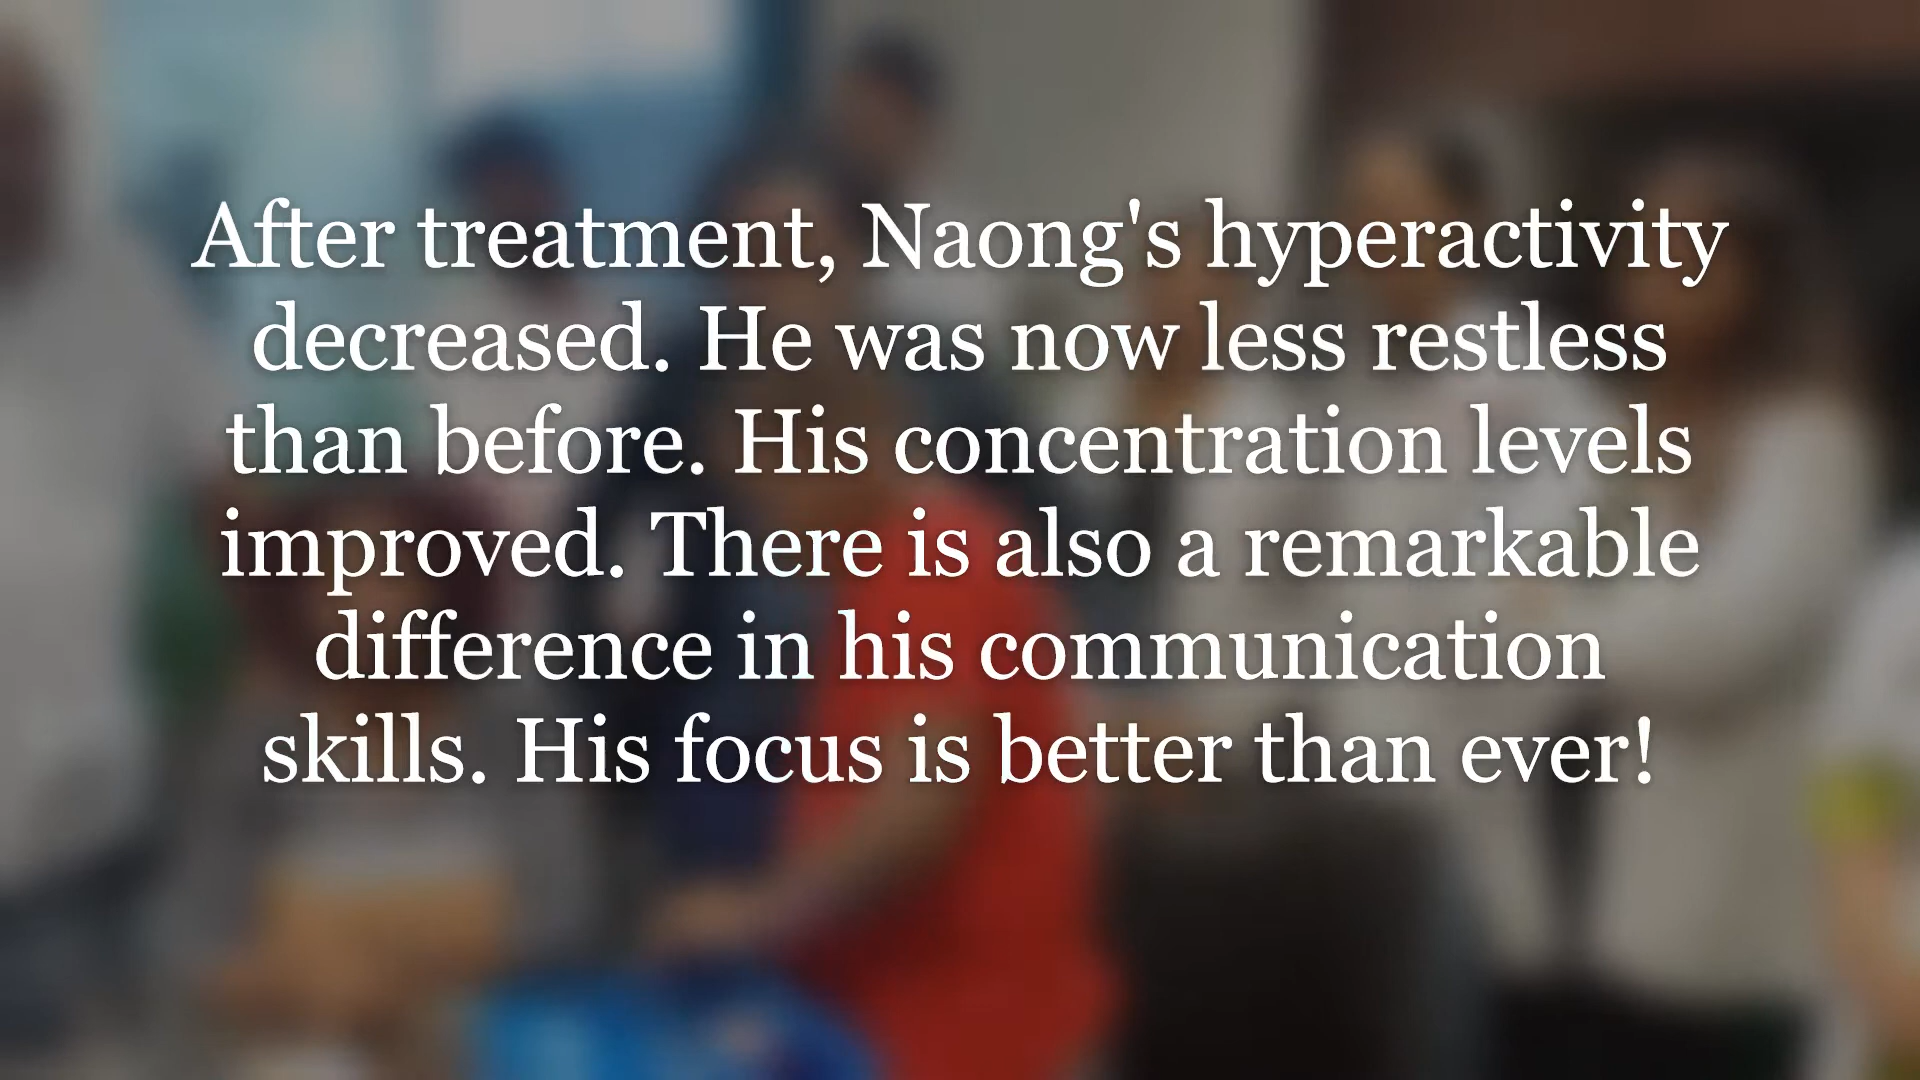 After treatment, Naong's hyperactivity
decreased. He was now less restless
than before. His concentration levels
improved. There is also a remarkable
difference in his communication
skills. His focus is better than ever!